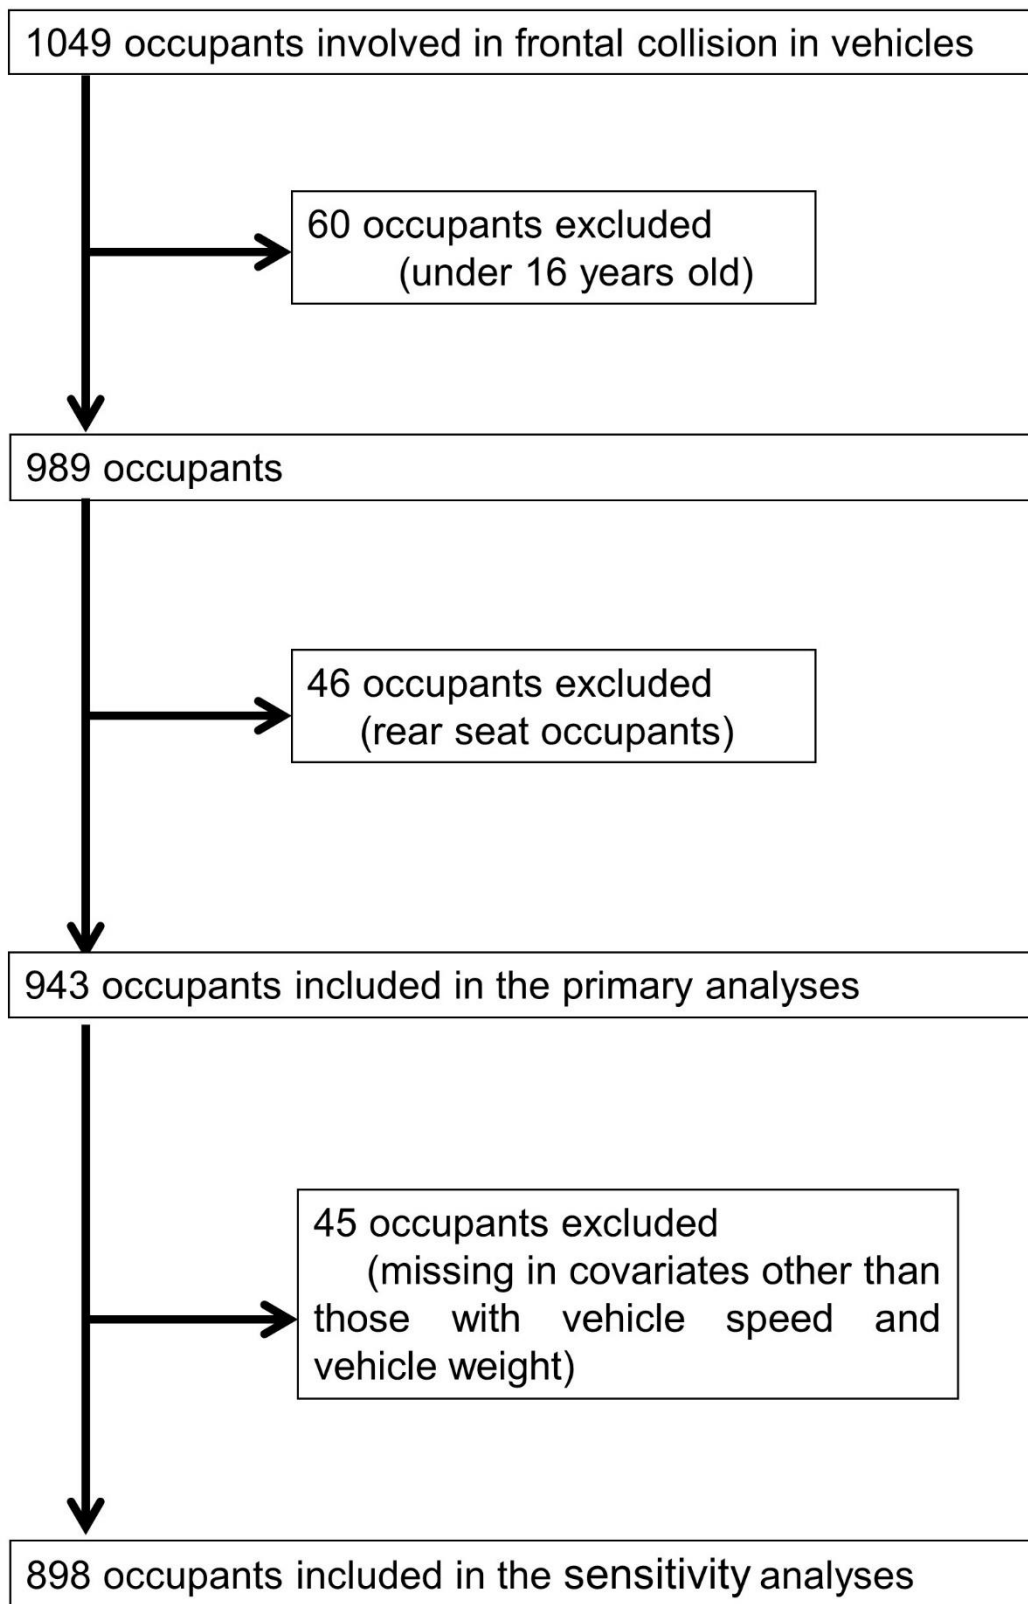 1049 occupants involved in frontal collision in vehicles
60 occupants excluded
(under 16 years old)
989 occupants
46 occupants excluded
(rear seat occupants)
943 occupants included in the primary analyses
45 occupants excluded
(missing in covariates other than
those with vehicle speed and
vehicle weight)
898 occupants included in the sensitivity analyses